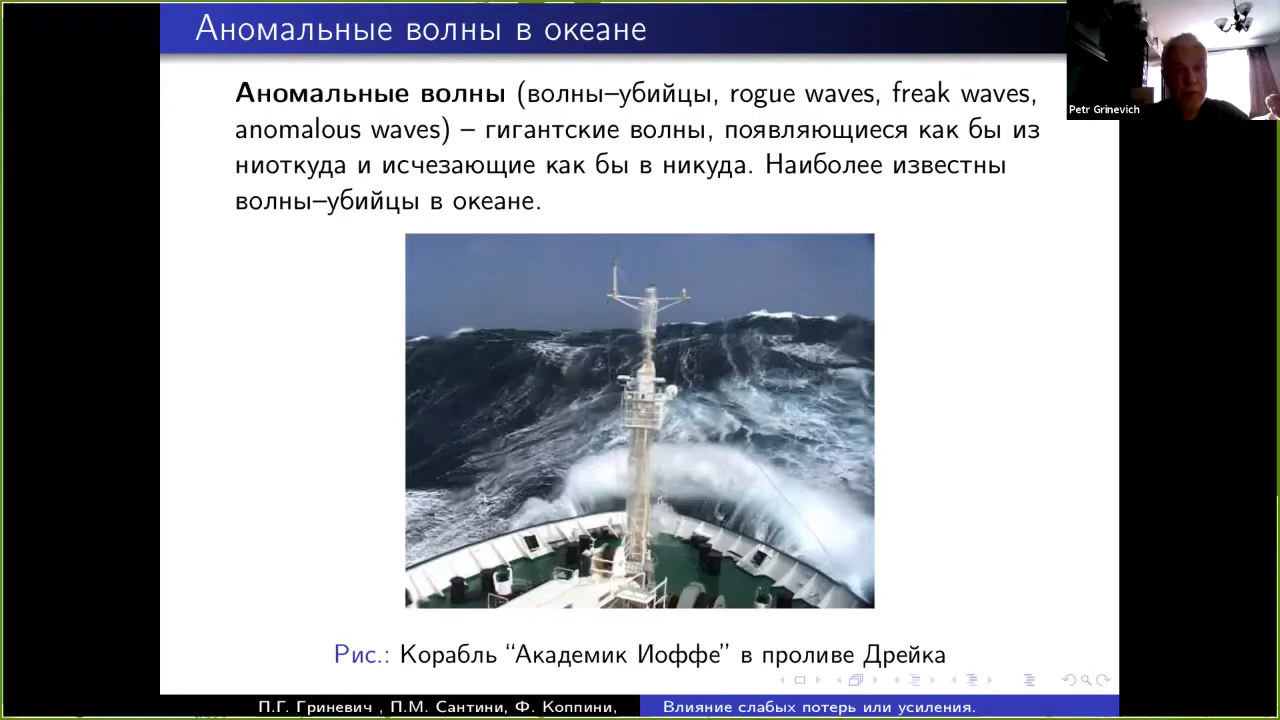 Аномальные волны в океане
Petr Grinevich
Аномальные волны (волны–убийцы, rogue waves, freak waves,
anomalous waves) – гигантские волны, появляющиеся как бы из
ниоткуда и исчезающие как бы в никуда. Наиболее известны
волны–убийцы в океане.
Рис.: Корабль “Академик Иоффе” в проливе Дрейка
П.Г. Гриневич , П.М. Сантини, Ф. Коппини,
Влияние слабых потерь или усиления.